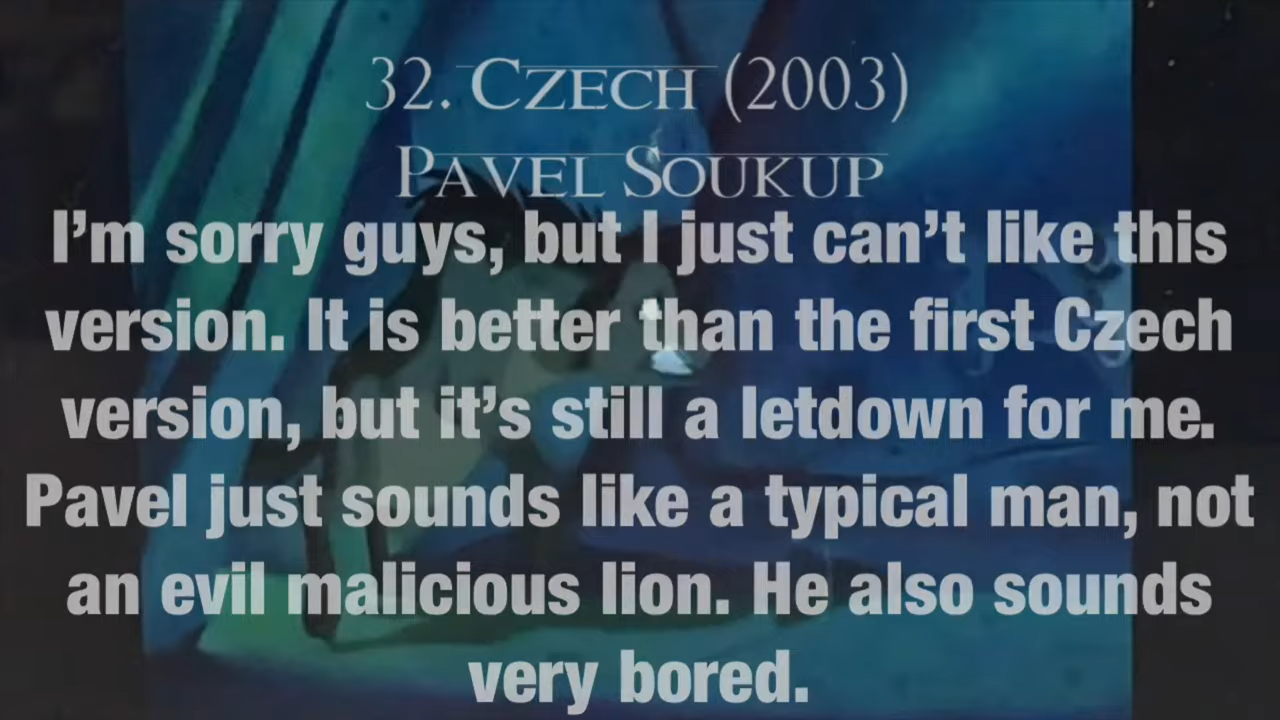 32. Czech (2003)
Pavel Soukup
I'm sorry guys, but I just can't like this
version. It is better than the first Czech
version, but it's still a letdown for me.
Pavel just sounds like a typical man, not
an evil malicious lion. He also sounds
very bored.